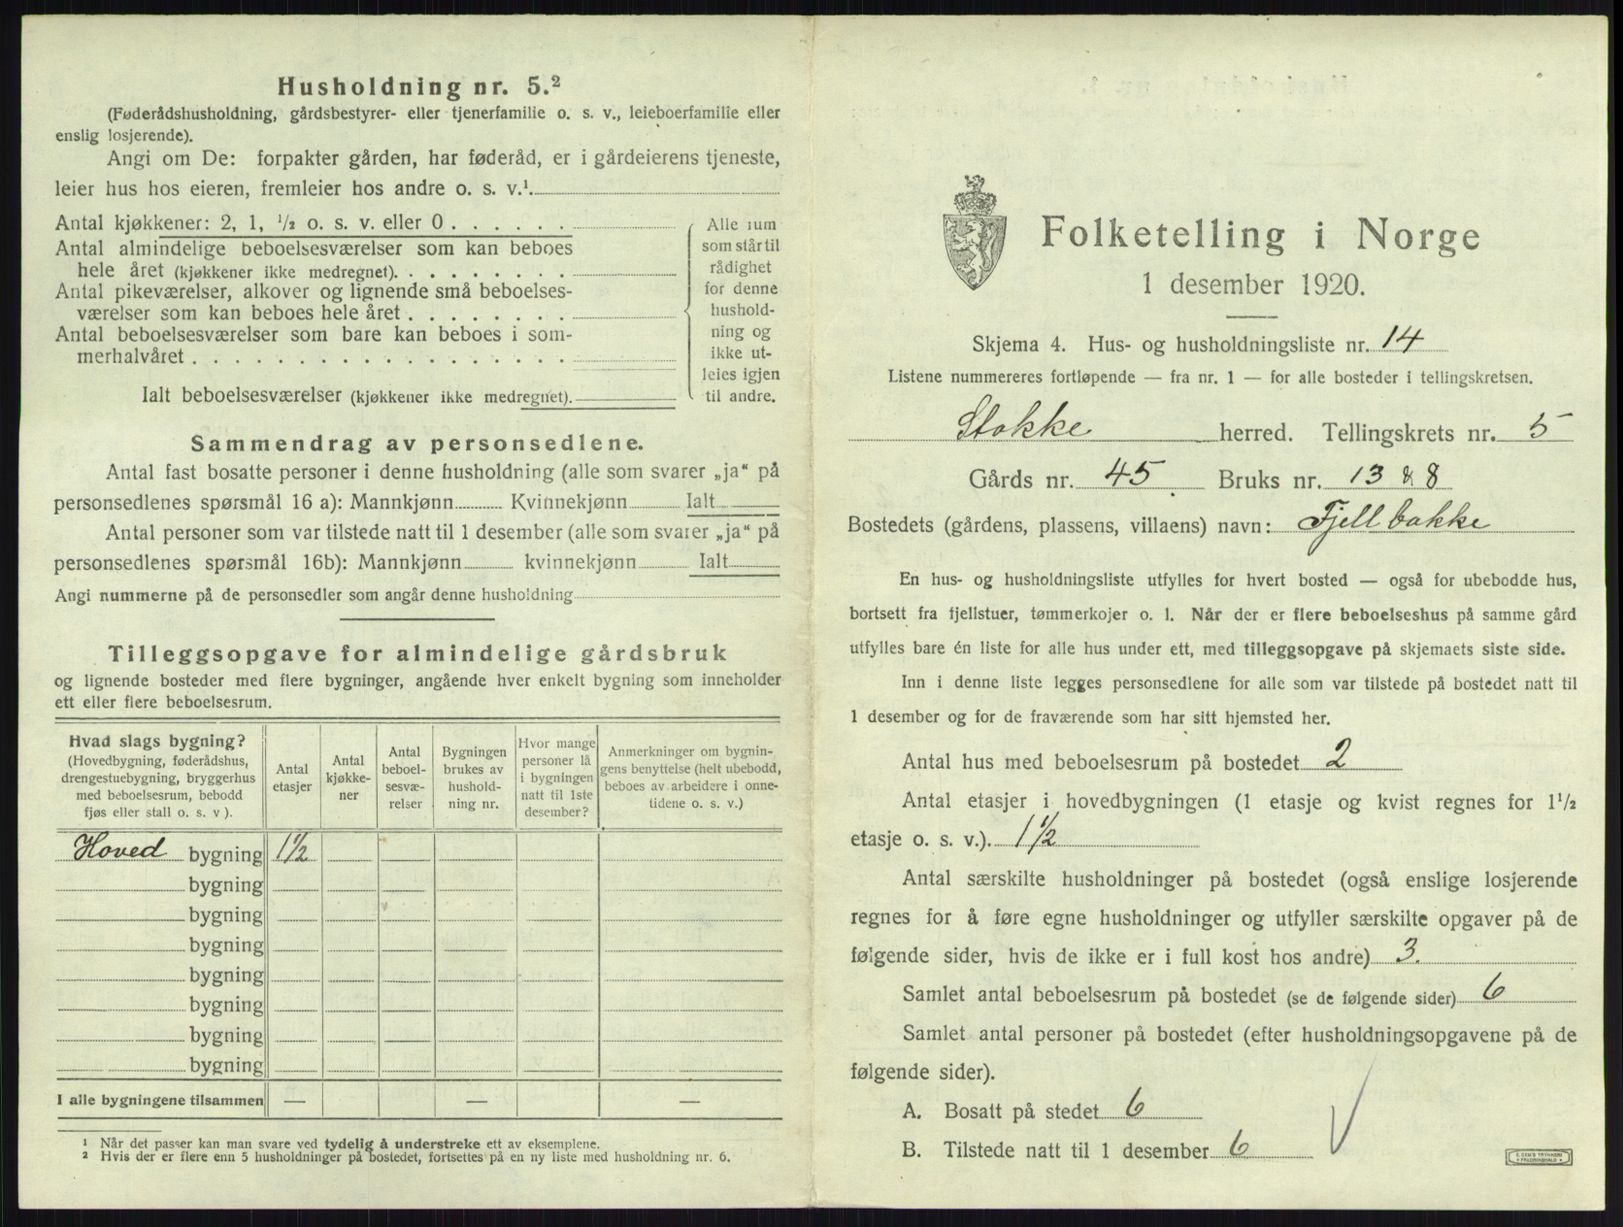 Husholdning nr. 5.²
(Føderådshusholdning, gårdsbestyrer- eller tjenerfamilie o. s. v., leieboerfamilie eller
enslig losjerende).
Angi om De: forpakter gården, har føderåd, er i gårdeierens tjeneste,
leier hus hos eieren, fremleier hos andre o. s. v.¹
Antal kjøkkener: 2, 1, ½ o. s. v. eller 0 . . . . . .
Antal almindelige beboelsesværelser som kan beboes
hele året (kjøkkener ikke medregnet). . . . . . . . .
Antal pikeværelser, alkover og lignende små beboelses-
værelser som kan beboes hele året . . . . . . . .
Antal beboelsesværelser som bare kan beboes i som-
merhalvåret . . . . . . . . . . . . . . . . . .
Ialt beboelsesværelser (kjøkkener ikke medregnet).
Alle rum
som står til
rådighet
for denne
hushold-
ning og
ikke ut-
leies igjen
til andre.
Sammendrag av personsedlene.
Antal fast bosatte personer i denne husholdning (alle som svarer „ja“ på
personsedlenes spørsmål 16 a): Mannkjønn Kvinnekjønn Ialt
Antal personer som var tilstede natt til 1 desember (alle som svarer „ja“ på
personsedlenes spørsmål 16b): Mannkjønn kvinnekjønn Ialt
Angi nummerne på de personsedler som angår denne husholdning
Tilleggsopgave for almindelige gårdsbruk
og lignende bosteder med flere bygninger, angående hver enkelt bygning som inneholder
ett eller flere beboelsesrum.
Hvad slags bygning?
(Hovedbygning, føderådshus,
drengestuebygning, bryggerhus
med beboelsesrum, bebodd
fjøs eller stall o. s. v ).
Antal
etasjer
Antal
kjøkke-
ner
Antal
beboel-
sesvæ-
relser
Bygningen
brukes av
hushold-
ning nr.
Hvor mange
personer lå
i bygningen
natt til 1ste
desember?
Anmerkninger om bygnin-
gens benyttelse (helt ubebodd,
beboes av arbeidere i onne-
tidene o. s. v.)
Hoved bygning 1½
bygning
bygning
bygning
bygning
bygning
bygning
bygning
I alle bygningene tilsammen — — —
¹ Når det passer kan man svare ved tydelig å understreke ett av eksemplene.
² Hvis der er flere enn 5 husholdninger på bostedet, fortsettes på en ny liste med husholdning nr. 6.
Folketelling i Norge
1 desember 1920.
Skjema 4. Hus- og husholdningsliste nr. 14
Listene nummereres fortløpende — fra nr. 1 — for alle bosteder i tellingskretsen.
Stokke herred. Tellingskrets nr. 5
Gårds nr. 45 Bruks nr. 13 & 8
Bostedets (gårdens, plassens, villaens) navn: Fjellbakke
En hus- og husholdningsliste utfylles for hvert bosted — også for ubebodde hus,
bortsett fra fjellstuer, tømmerkojer o. l. Når der er flere beboelseshus på samme gård
utfylles bare én liste for alle hus under ett, med tilleggsopgave på skjemaets siste side.
Inn i denne liste legges personsedlene for alle som var tilstede på bostedet natt til
1 desember og for de fraværende som har sitt hjemsted her.
Antal hus med beboelsesrum på bostedet 2
Antal etasjer i hovedbygningen (1 etasje og kvist regnes for 1½
etasje o. s. v.). 1½
Antal særskilte husholdninger på bostedet (også enslige losjerende
regnes for å føre egne husholdninger og utfyller særskilte opgaver på de
følgende sider, hvis de ikke er i full kost hos andre) 3.
Samlet antal beboelsesrum på bostedet (se de følgende sider) 6
Samlet antal personer på bostedet (efter husholdningsopgavene på de
følgende sider).
A. Bosatt på stedet 6
B. Tilstede natt til 1 desember 6